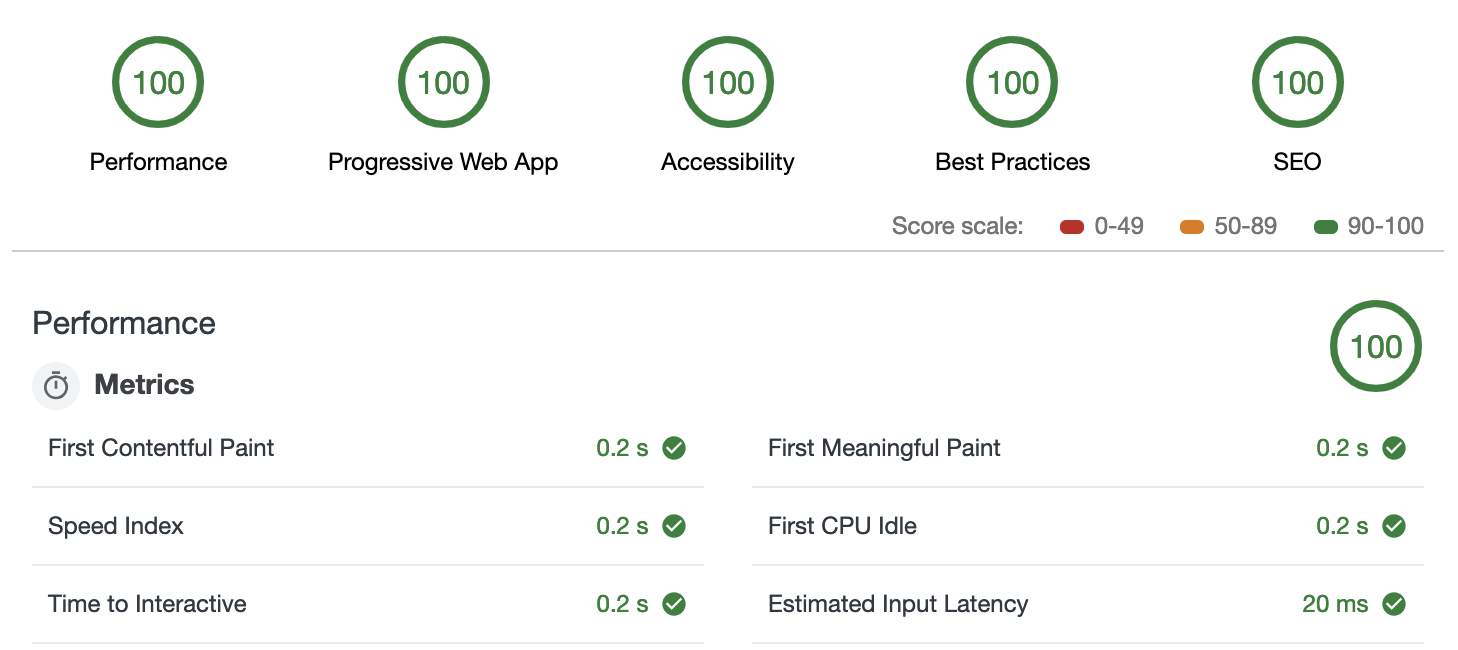 100 100 100 100 100
Performance Progressive Web App Accessibility Best Practices SEO
Score scale: 0-49 50-89 90-100
Performance 100
Metrics
First Contentful Paint 0.2 s First Meaningful Paint 0.2 s
Speed Index 0.2 s First CPU Idle 0.2 s
Time to Interactive 0.2 s Estimated Input Latency 20 ms